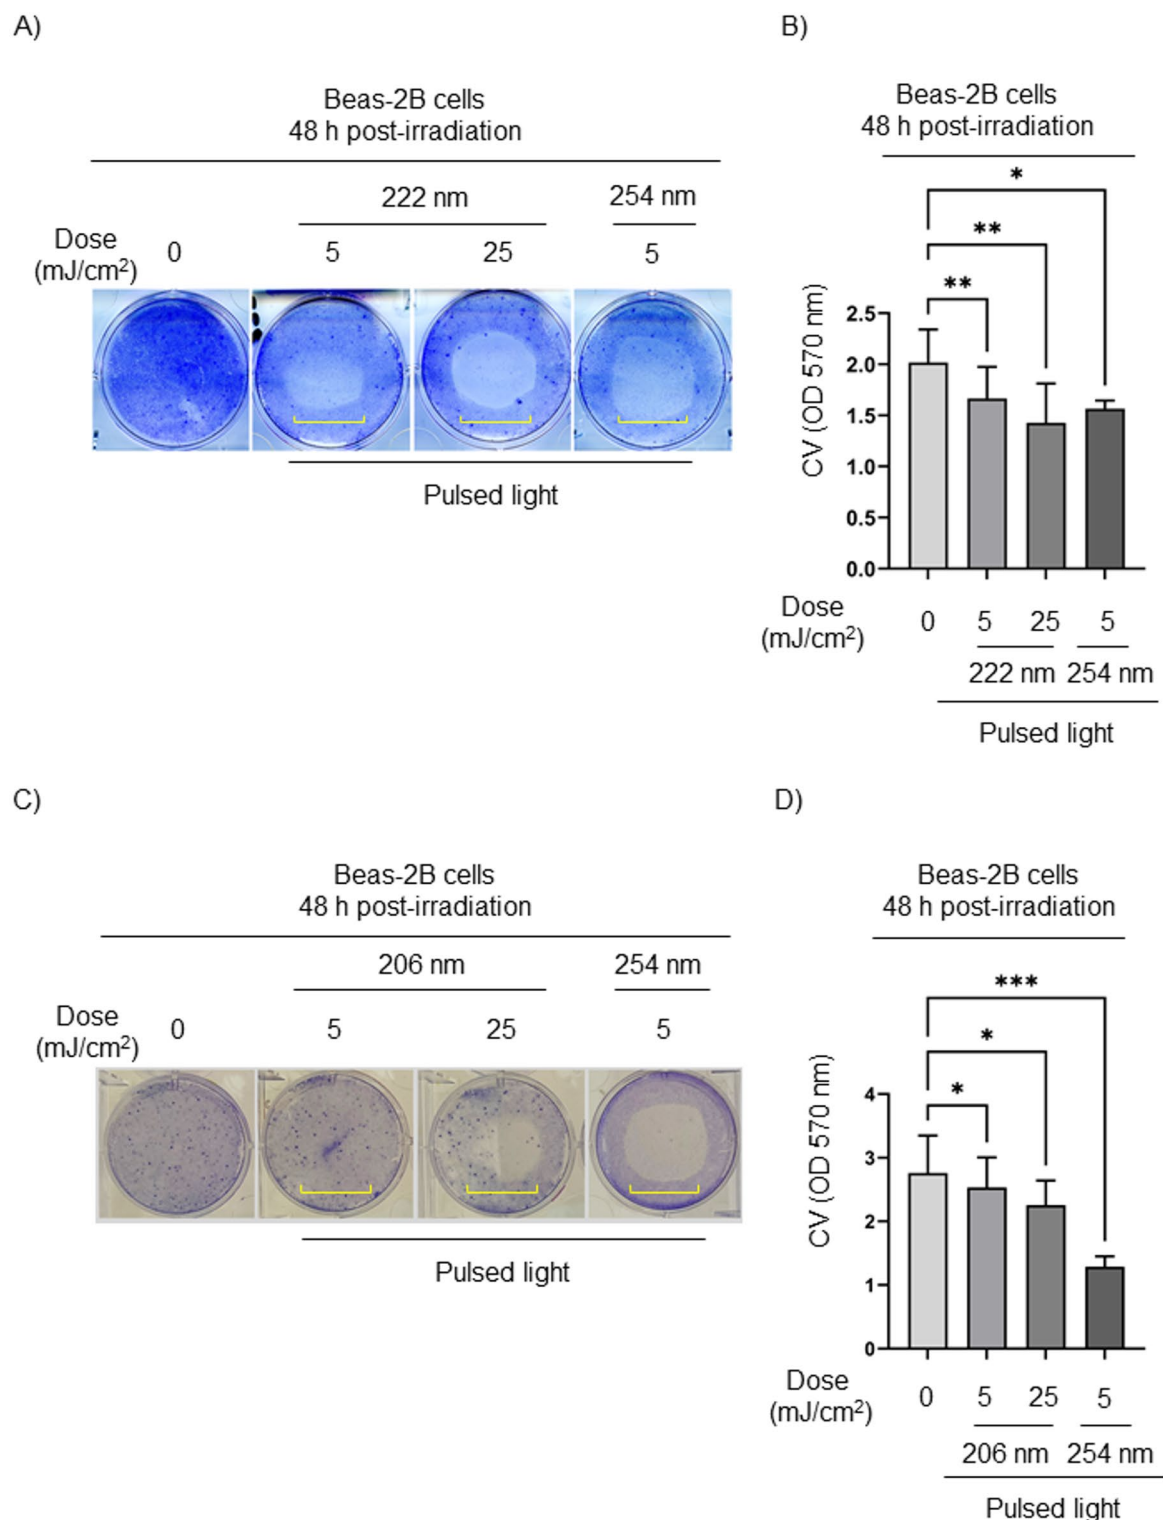 A)
Beas-2B cells
48 h post-irradiation
222 nm 254 nm
Dose
(mJ/cm²) 0 5 25 5
Pulsed light
B)
Beas-2B cells
48 h post-irradiation
*
**
**
CV (OD 570 nm)
2.5
2.0
1.5
1.0
0.5
0.0
Dose
(mJ/cm²) 0 5 25 5
222 nm 254 nm
Pulsed light
C)
Beas-2B cells
48 h post-irradiation
206 nm 254 nm
Dose
(mJ/cm²) 0 5 25 5
Pulsed light
D)
Beas-2B cells
48 h post-irradiation
***
*
*
CV (OD 570 nm)
4
3
2
1
0
Dose
(mJ/cm²) 0 5 25 5
206 nm 254 nm
Pulsed light